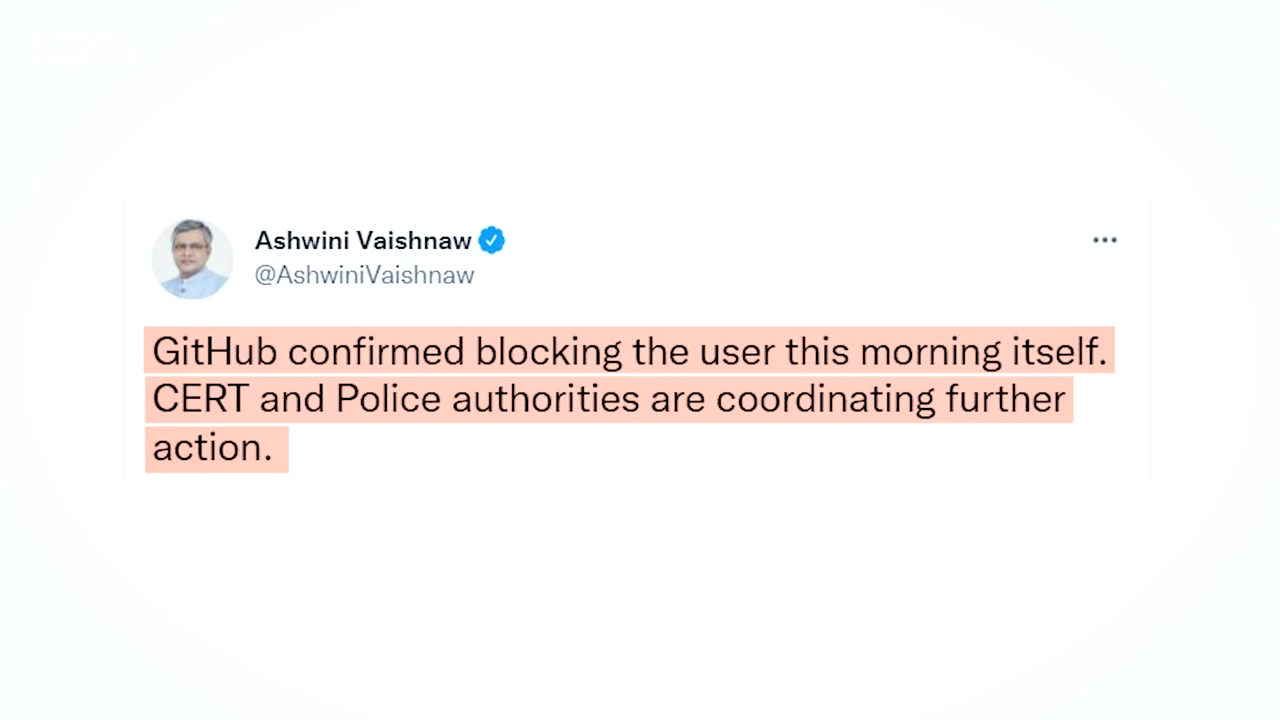 Ashwini Vaishnaw
@AshwiniVaishnaw
GitHub confirmed blocking the user this morning itself.
CERT and Police authorities are coordinating further
action.